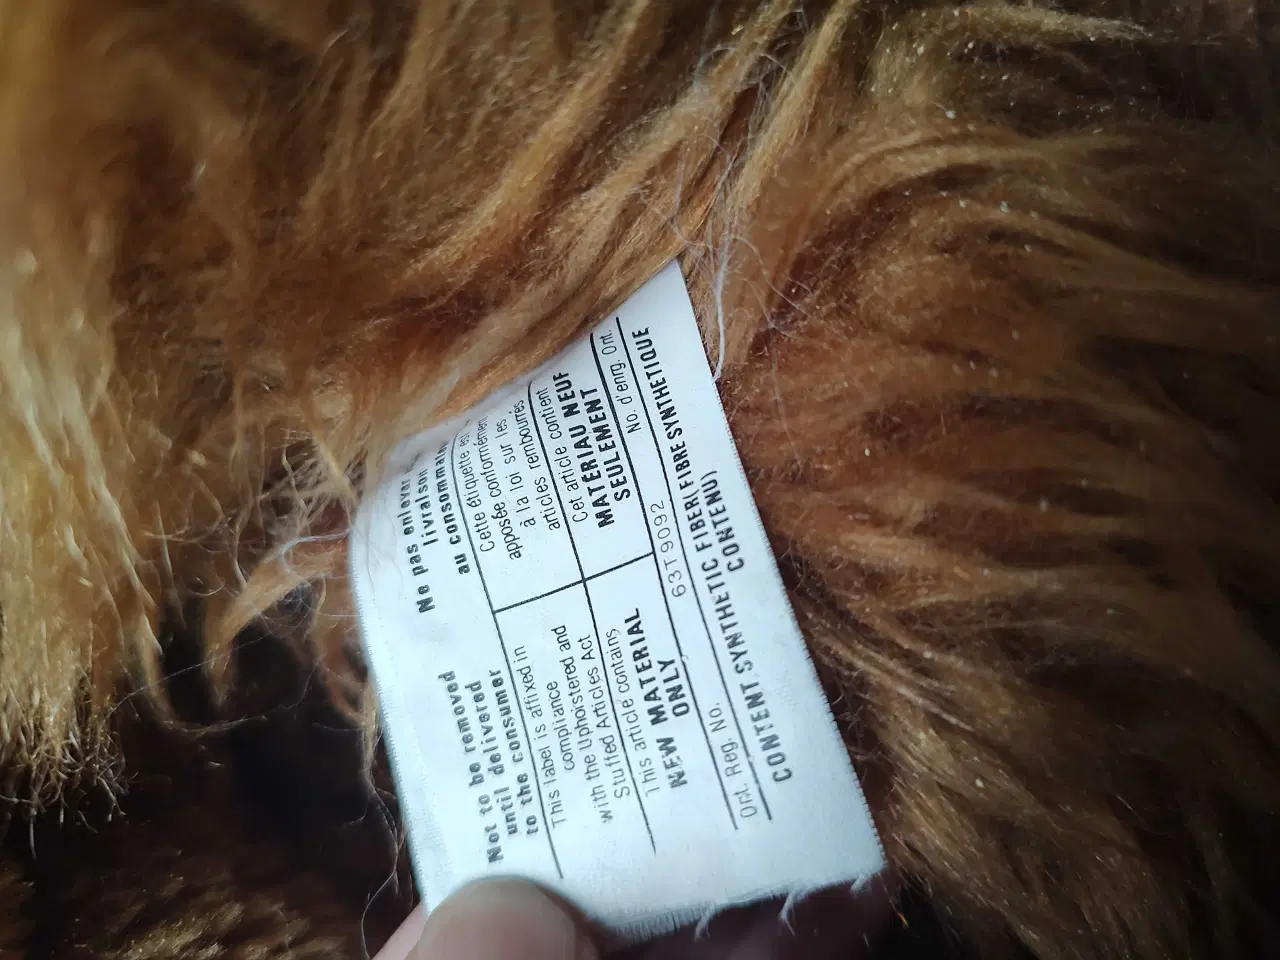 Not to be removed
until delivered
to the consumer
Ne pas enlever
livraison
au consommateur
This label is affixed in
compliance
with the Uphorstered and
Stuffed Articles Act
Cette étiquette est
apposée conformément
à la loi sur les
articles rembourrés
This article contains
NEW MATERIAL
ONLY
Cet article contient
MATERIAU NEUF
SEULEMENT
Ont. Reg. No. 63T9092 No. d'enrg. Ont.
CONTENT. SYNTHETIC FIBER( FIBRE SYNTHETIQUE
CONTENU)